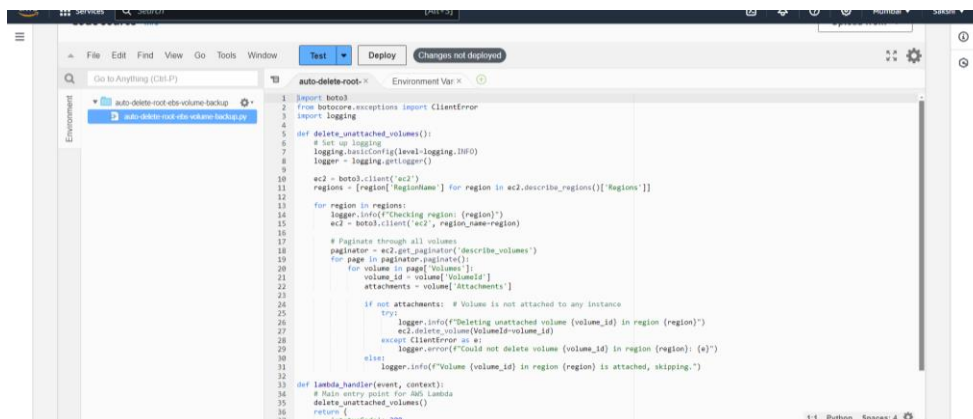 Services
Search
[Alt+S]
Mumbai
Sakshi
File Edit Find View Go Tools Window
Test
Deploy
Changes not deployed
Go to Anything (Ctrl-P)
auto-delete-root-
Environment Var
Environment
auto-delete-root-ebs-volume-backup
auto-delete-root-ebs-volume-backup.py
1 import boto3
2 from botocore.exceptions import ClientError
3 import logging
4
5 def delete_unattached_volumes():
6 # Set up logging
7 logging.basicConfig(level=logging.INFO)
8 logger = logging.getLogger()
9
10 ec2 = boto3.client('ec2')
11 regions = [region['RegionName'] for region in ec2.describe_regions()['Regions']]
12
13 for region in regions:
14 logger.info(f"Checking region: {region}")
15 ec2 = boto3.client('ec2', region_name=region)
16
17 # Paginate through all volumes
18 paginator = ec2.get_paginator('describe_volumes')
19 for page in paginator.paginate():
20 for volume in page['Volumes']:
21 volume_id = volume['VolumeId']
22 attachments = volume['Attachments']
23
24 if not attachments: # Volume is not attached to any instance
25 try:
26 logger.info(f"Deleting unattached volume {volume_id} in region {region}")
27 ec2.delete_volume(VolumeId=volume_id)
28 except ClientError as e:
29 logger.error(f"Could not delete volume {volume_id} in region {region}: {e}")
30 else:
31 logger.info(f"Volume {volume_id} in region {region} is attached, skipping.")
32
33 def lambda_handler(event, context):
34 # Main entry point for AWS Lambda
35 delete_unattached_volumes()
36 return {
1:1 Python Spaces: 4